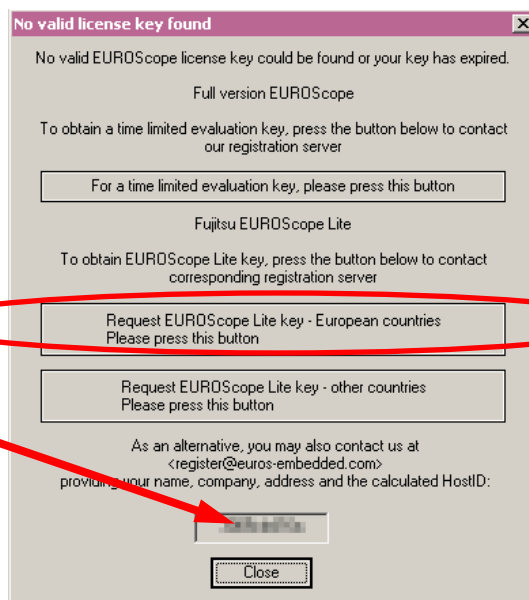 No valid license key found
No valid EUROScope license key could be found or your key has expired.
Full version EUROScope
To obtain a time limited evaluation key, press the button below to contact
our registration server
For a time limited evaluation key, please press this button
Fujitsu EUROScope Lite
To obtain EUROScope Lite key, press the button below to contact
corresponding registration server
Request EUROScope Lite key - European countries
Please press this button
Request EUROScope Lite key - other countries
Please press this button
As an alternative, you may also contact us at
<register@euros-embedded.com>
providing your name, company, address and the calculated HostID:
Close